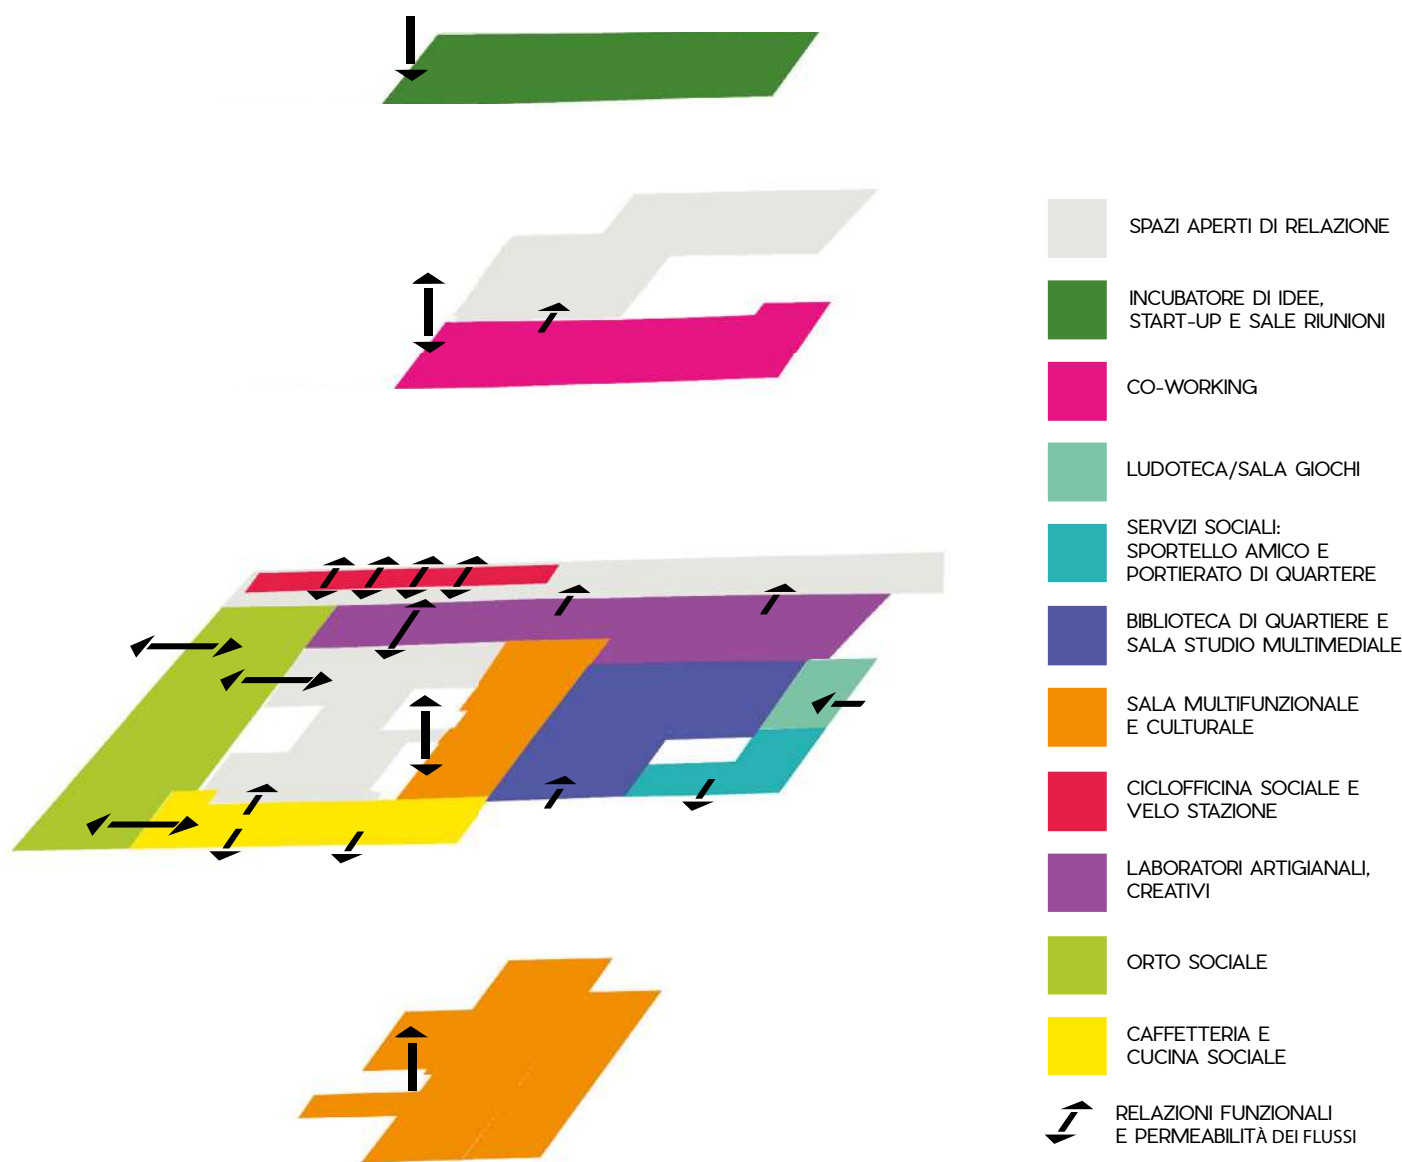 SPAZI APERTI DI RELAZIONE
INCUBATORE DI IDEE,
START-UP E SALE RIUNIONI
CO-WORKING
LUDOTECA/SALA GIOCHI
SERVIZI SOCIALI:
SPORTELLO AMICO E
PORTIERATO DI QUARTERE
BIBLIOTECA DI QUARTIERE E
SALA STUDIO MULTIMEDIALE
SALA MULTIFUNZIONALE
E CULTURALE
CICLOFFICINA SOCIALE E
VELO STAZIONE
LABORATORI ARTIGIANALI,
CREATIVI
ORTO SOCIALE
CAFFETTERIA E
CUCINA SOCIALE
RELAZIONI FUNZIONALI
E PERMEABILITÀ DEI FLUSSI